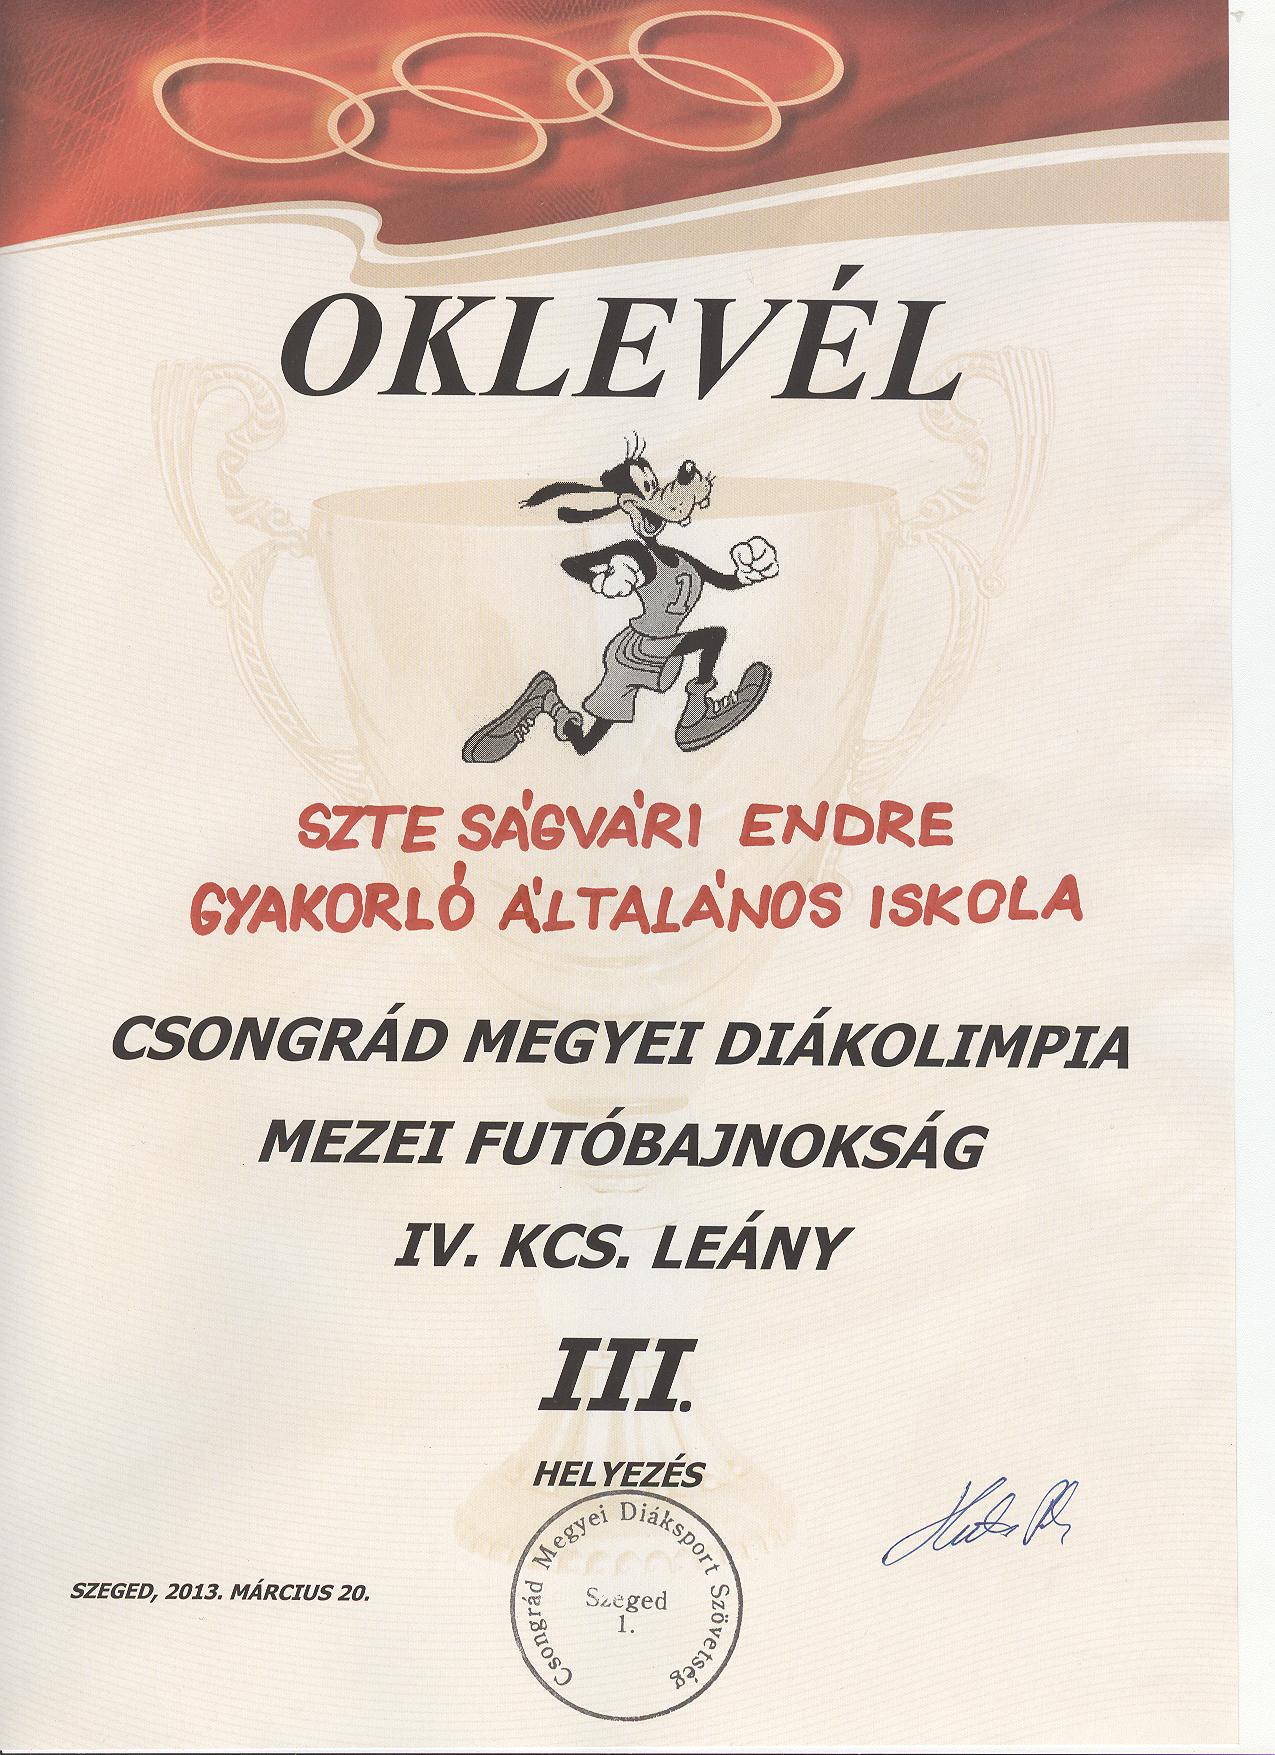 OKLEVÉL
1
SZTE SÁGVÁRI ENDRE
GYAKORLÓ ÁLTALÁNOS ISKOLA
CSONGRÁD MEGYEI DIÁKOLIMPIA
MEZEI FUTÓBAJNOKSÁG
IV. KCS. LEÁNY
III.
HELYEZÉS
Csongrád Megyei Diáksport Szövetség
Szeged
1.
SZEGED, 2013. MÁRCIUS 20.